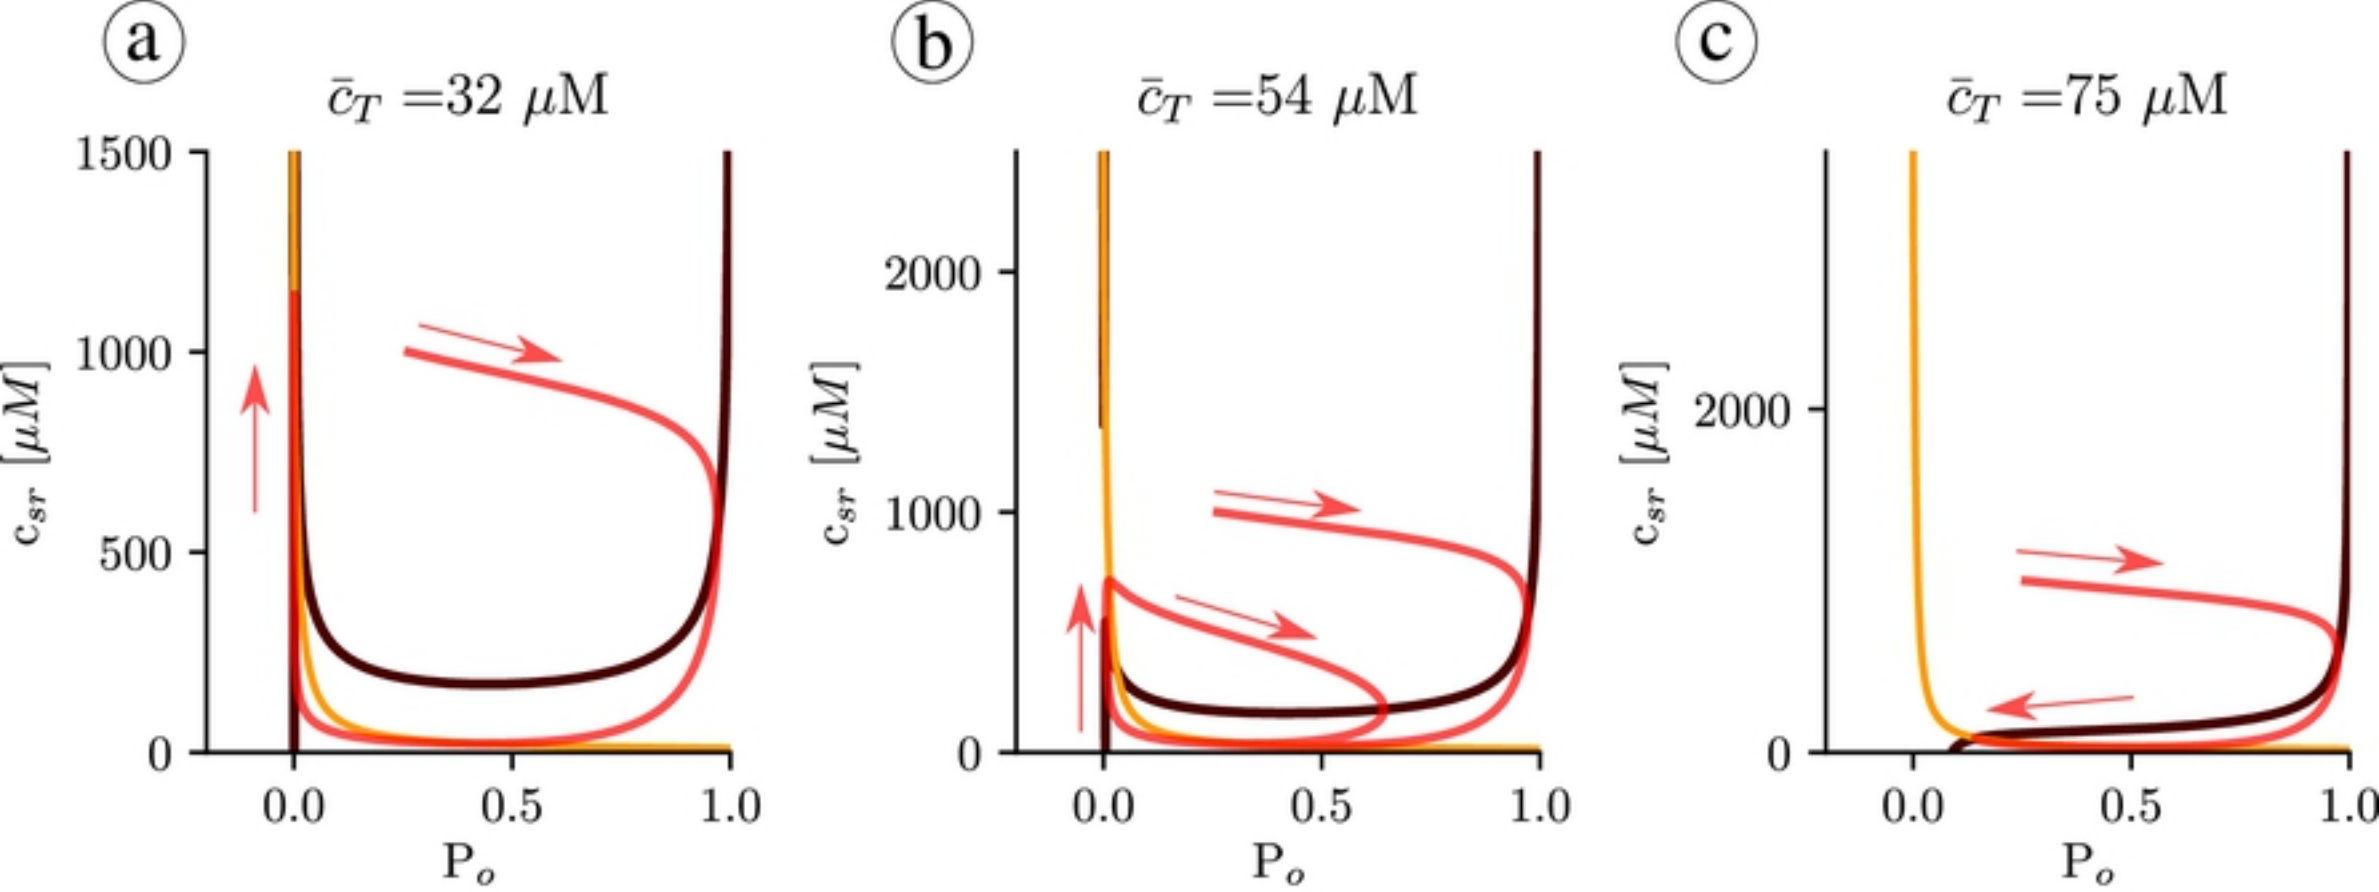 a
c̄_T =32 μM
1500
1000
500
0
c_sr [μM]
0.0 0.5 1.0
P_o
b
c̄_T =54 μM
2000
1000
0
c_sr [μM]
0.0 0.5 1.0
P_o
c
c̄_T =75 μM
2000
0
c_sr [μM]
0.0 0.5 1.0
P_o